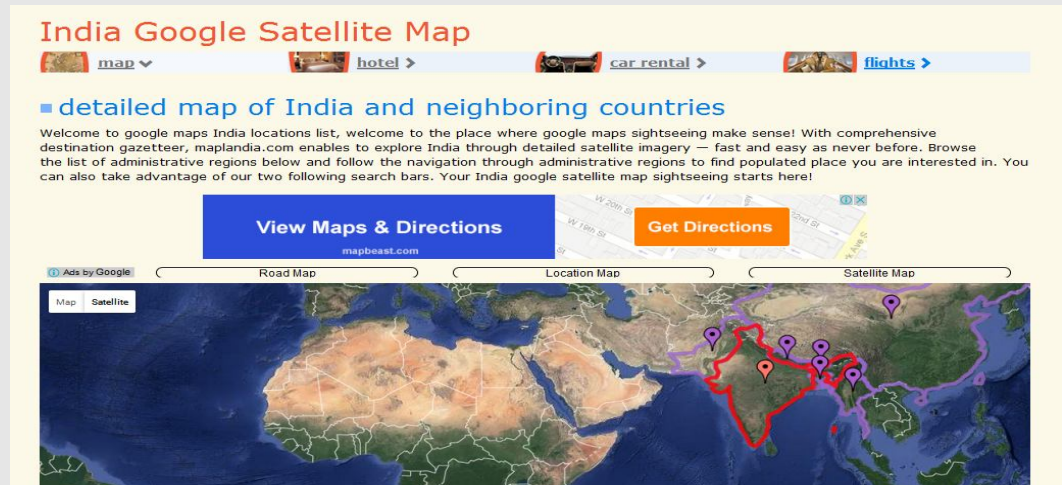 India Google Satellite Map
map hotel car rental flights
detailed map of India and neighboring countries
Welcome to google maps India locations list, welcome to the place where google maps sightseeing make sense! With comprehensive
destination gazetteer, maplandia.com enables to explore India through detailed satellite imagery — fast and easy as never before. Browse
the list of administrative regions below and follow the navigation through administrative regions to find populated place you are interested in. You
can also take advantage of our two following search bars. Your India google satellite map sightseeing starts here!
View Maps & Directions
mapbeast.com
W 20th St
W 19th St
Get Directions
Ads by Google Road Map Location Map Satellite Map
Map Satellite